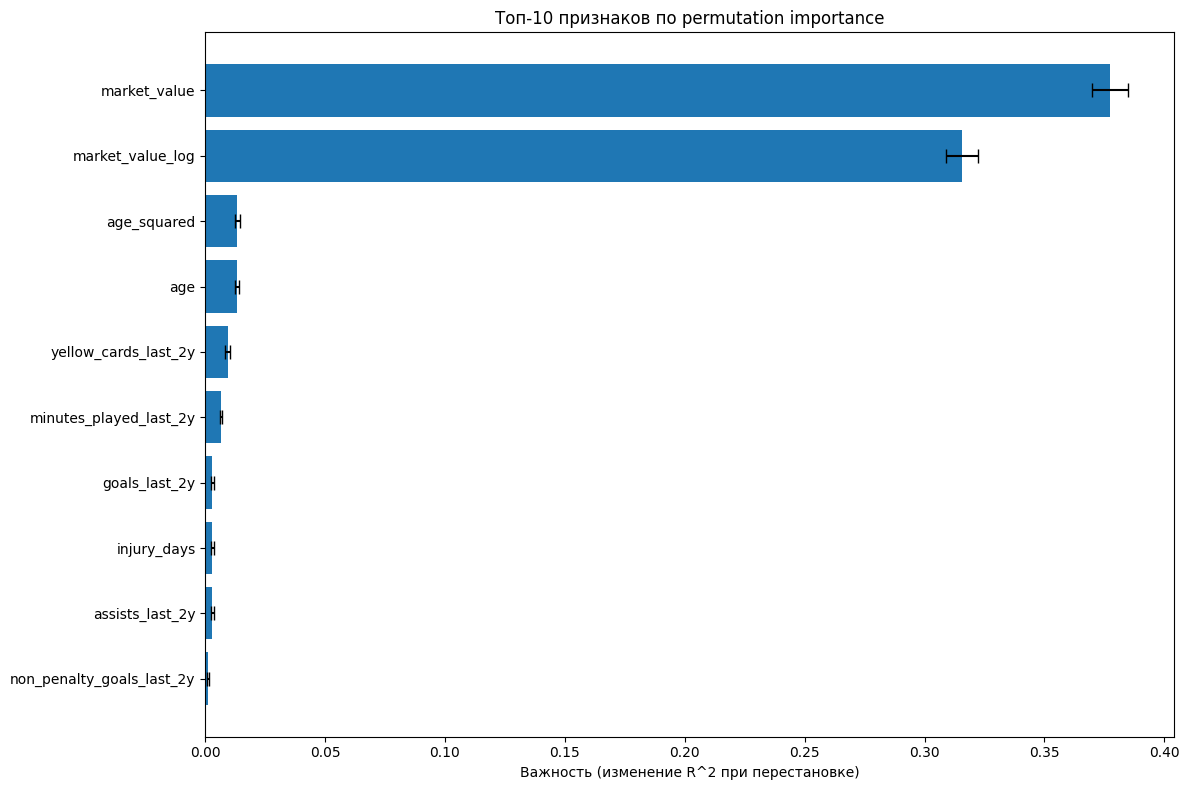 Топ-10 признаков по permutation importance
market_value
market_value_log
age_squared
age
yellow_cards_last_2y
minutes_played_last_2y
goals_last_2y
injury_days
assists_last_2y
non_penalty_goals_last_2y
0.00 0.05 0.10 0.15 0.20 0.25 0.30 0.35 0.40
Важность (изменение R^2 при перестановке)